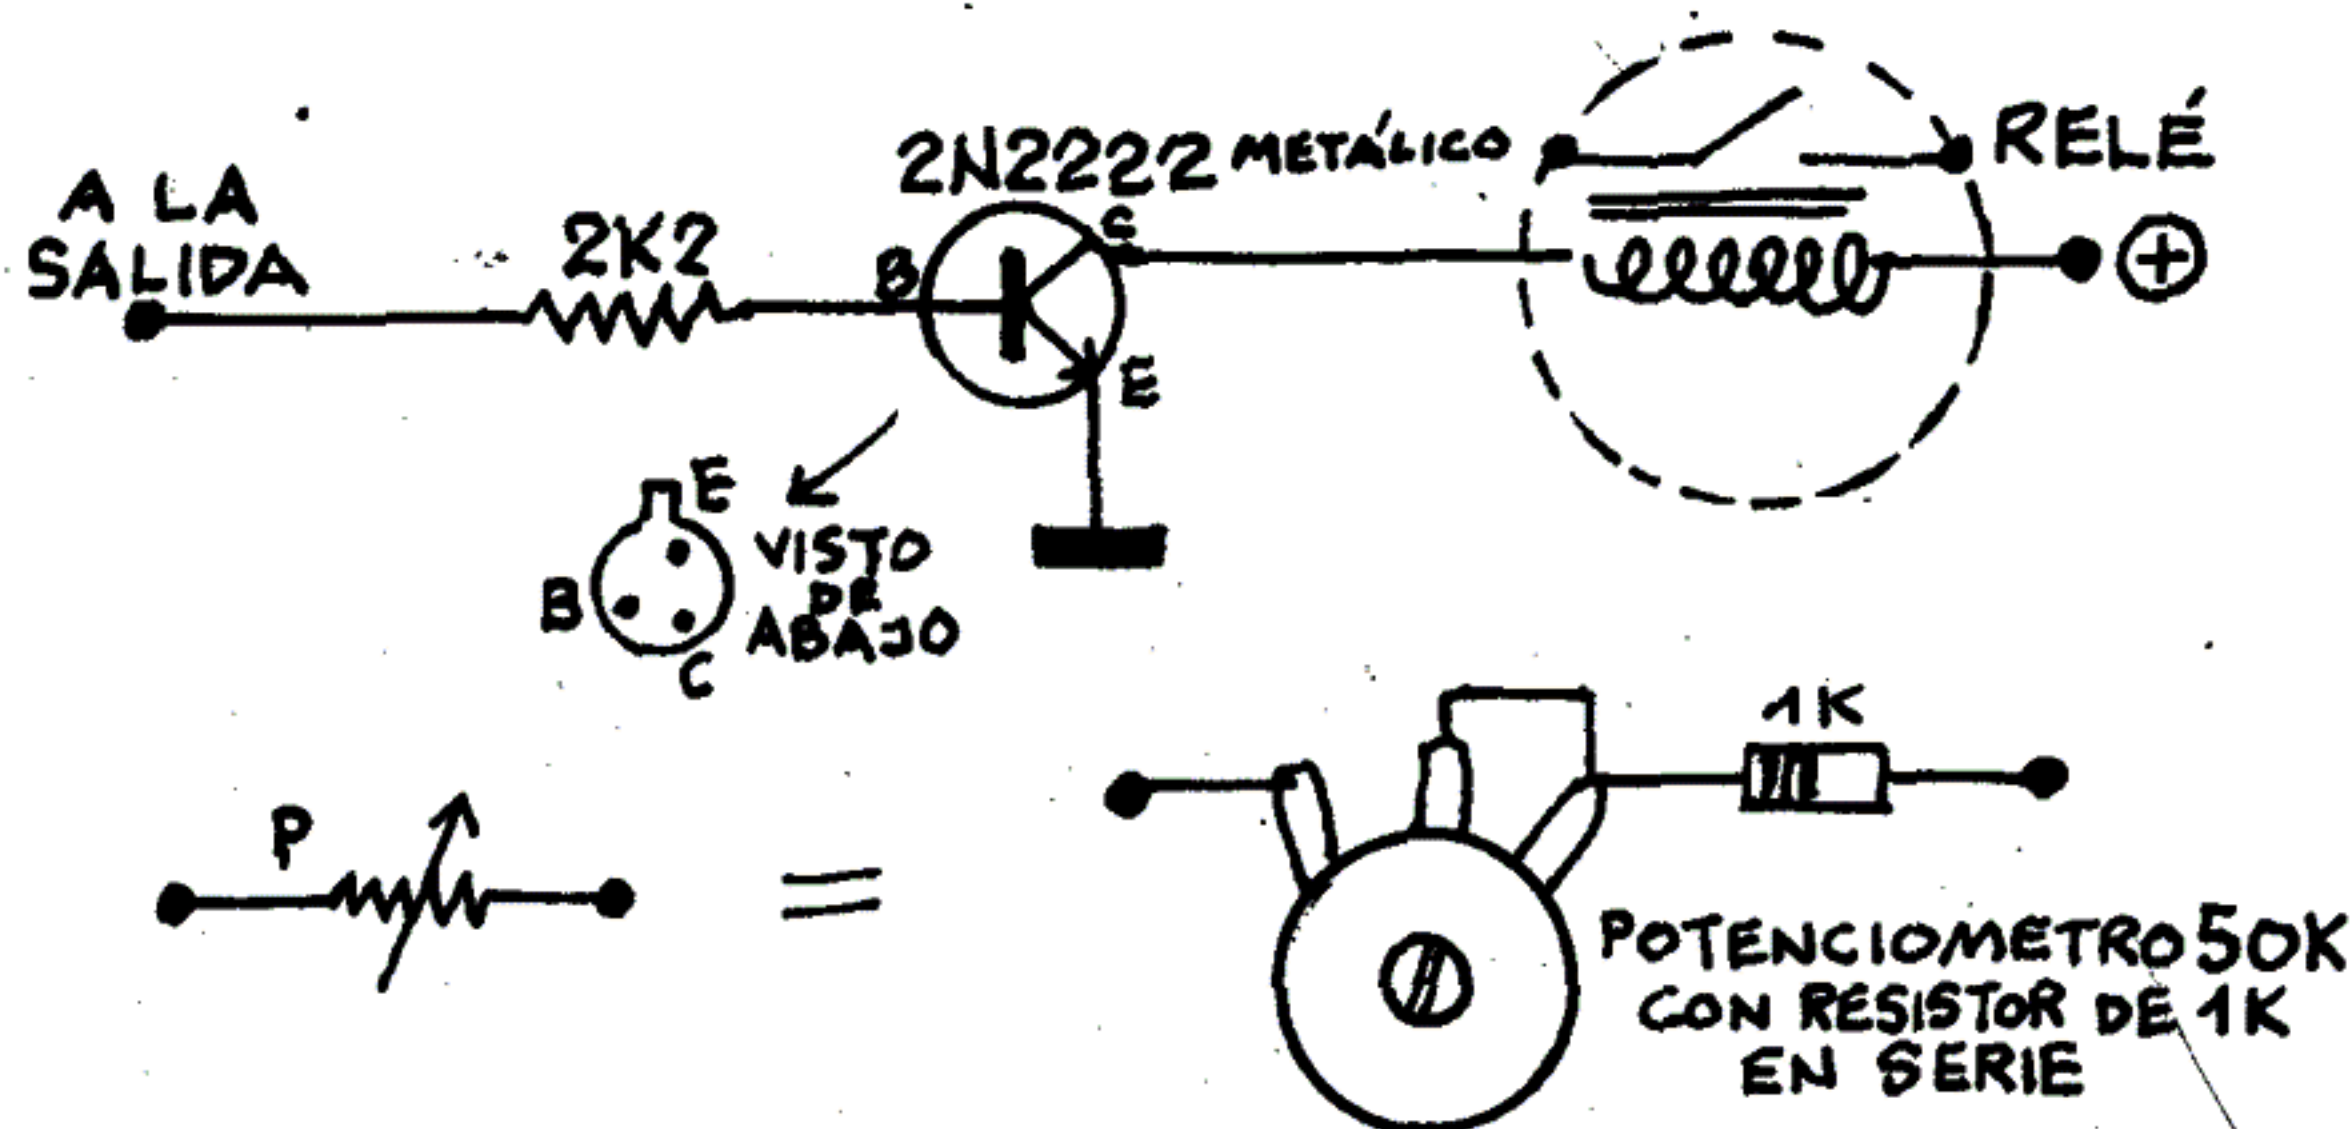 A LA
SALIDA
2K2
B
2N2222 METÁLICO
C
E
RELÉ
+
E
B
C
VISTO
DE
ABAJO
P
=
1K
POTENCIOMETRO 50K
CON RESISTOR DE 1K
EN SERIE